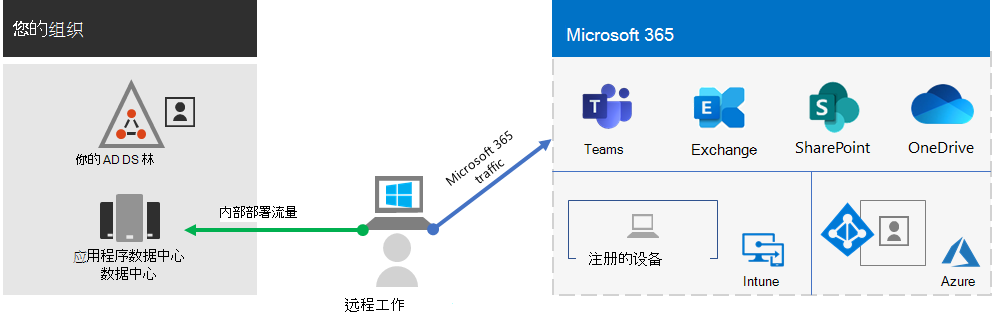 您的组织
Microsoft 365
你的 AD DS 林
应用程序数据中心
数据中心
内部部署流量
远程工作
Microsoft 365
traffic
Teams
Exchange
SharePoint
OneDrive
注册的设备
Intune
Azure